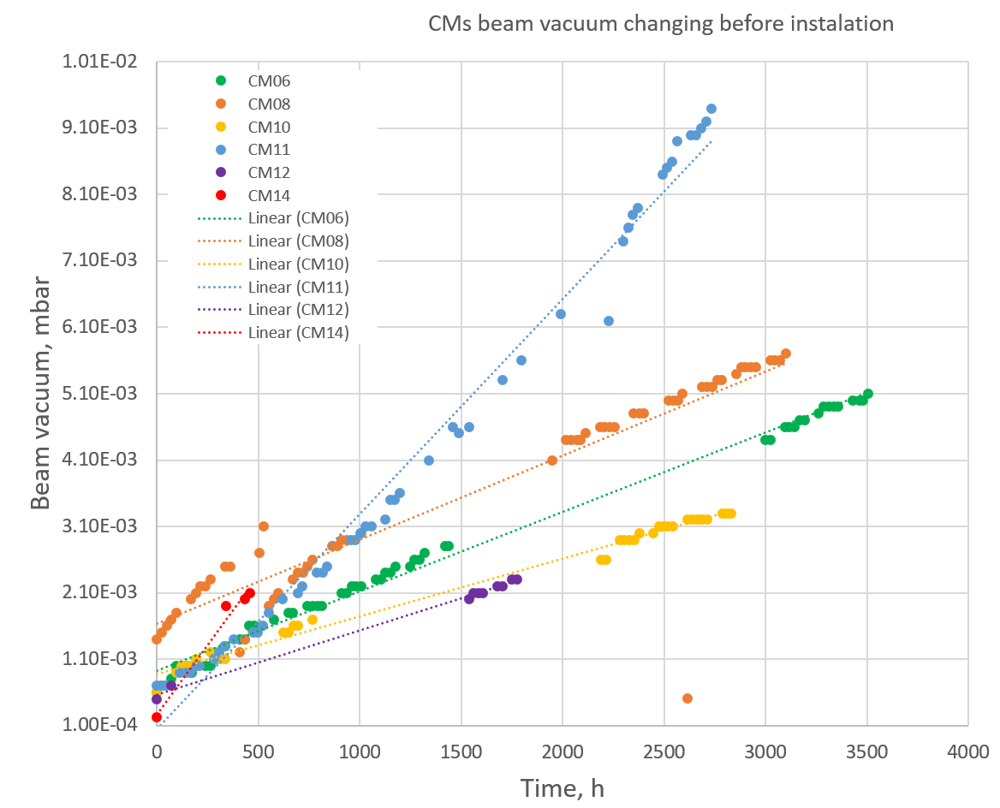 CMs beam vacuum changing before instalation
1.01E-02
9.10E-03
8.10E-03
7.10E-03
6.10E-03
5.10E-03
4.10E-03
3.10E-03
2.10E-03
1.10E-03
1.00E-04
Beam vacuum, mbar
CM06
CM08
CM10
CM11
CM12
CM14
Linear (CM06)
Linear (CM08)
Linear (CM10)
Linear (CM11)
Linear (CM12)
Linear (CM14)
0 500 1000 1500 2000 2500 3000 3500 4000
Time, h